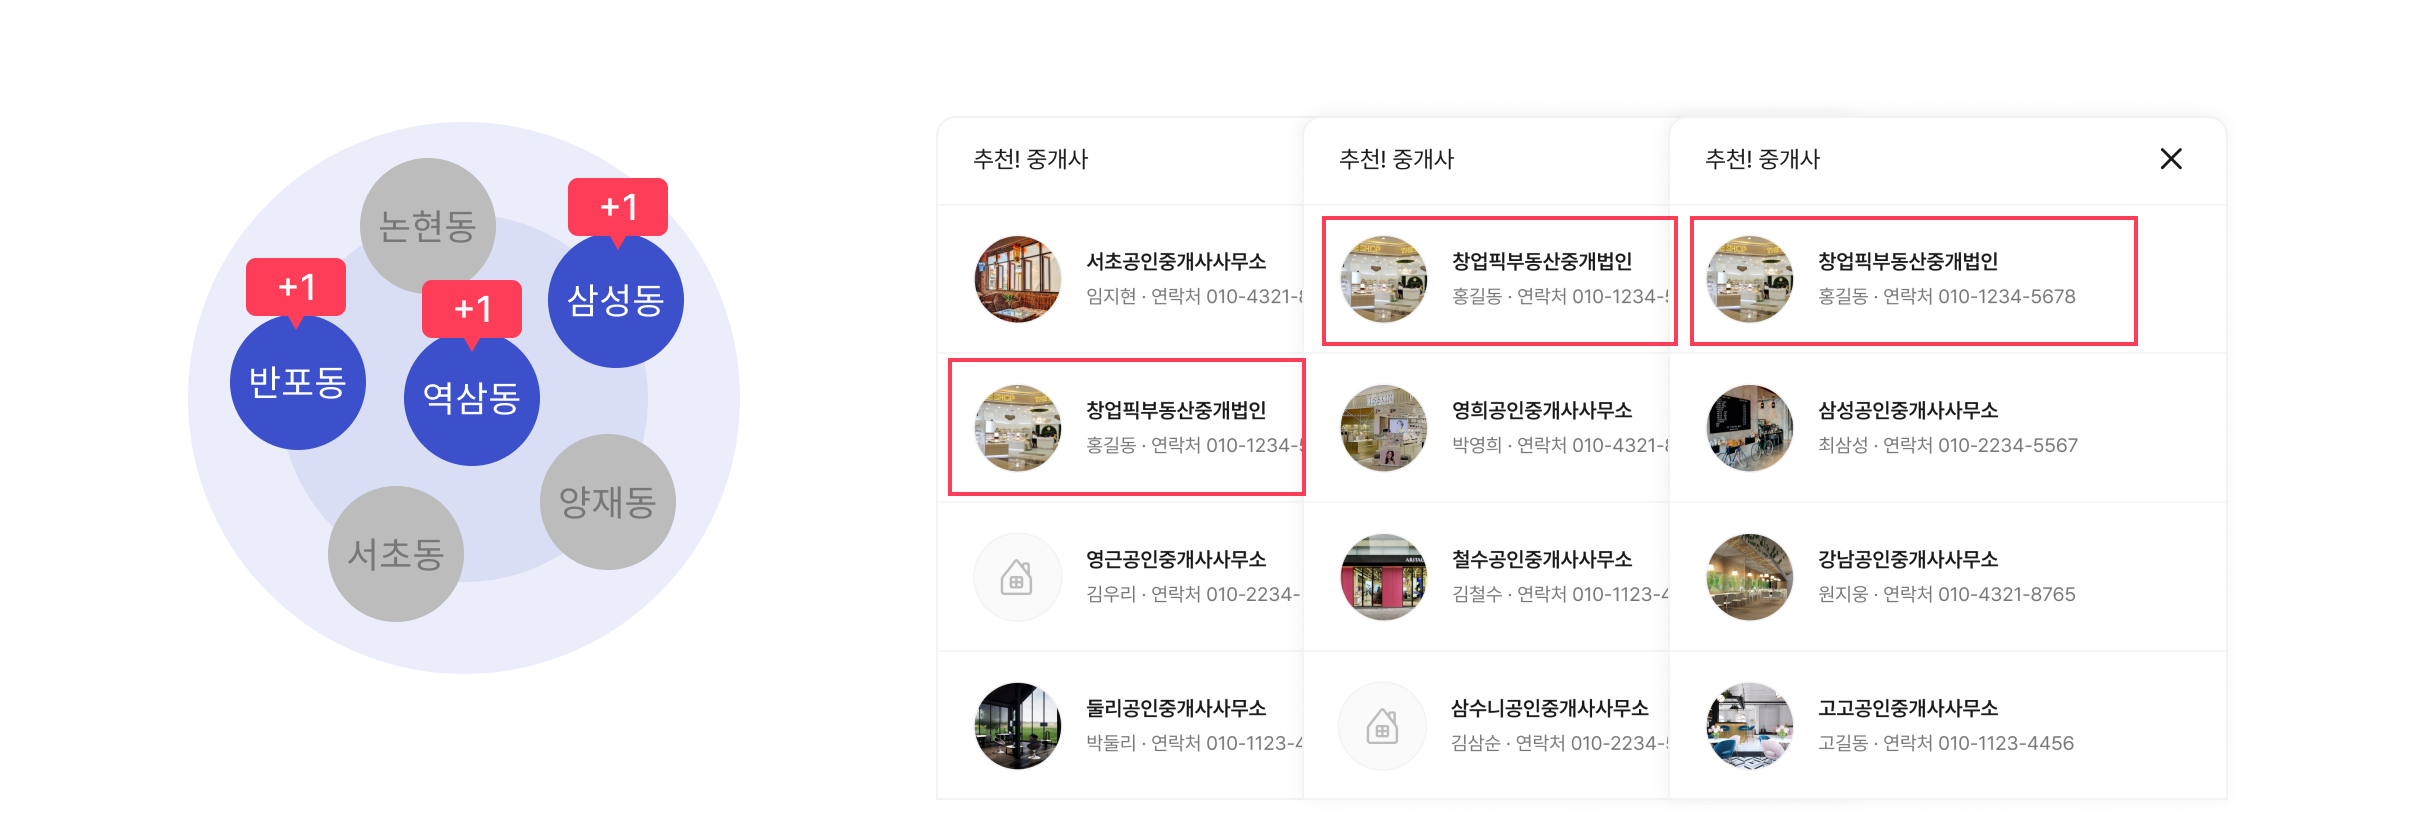 논현동
+1
+1
+1
삼성동
반포동
역삼동
양재동
서초동
추천! 중개사
서초공인중개사사무소
임지현 · 연락처 010-4321-8
창업픽부동산중개법인
홍길동 · 연락처 010-1234-5
영근공인중개사사무소
김우리 · 연락처 010-2234-
둘리공인중개사사무소
박둘리 · 연락처 010-1123-4
추천! 중개사
창업픽부동산중개법인
홍길동 · 연락처 010-1234-5
영희공인중개사사무소
박영희 · 연락처 010-4321-8
철수공인중개사사무소
김철수 · 연락처 010-1123-4
삼수니공인중개사사무소
김삼순 · 연락처 010-2234-5
추천! 중개사
창업픽부동산중개법인
홍길동 · 연락처 010-1234-5678
삼성공인중개사사무소
최삼성 · 연락처 010-2234-5567
강남공인중개사사무소
원지웅 · 연락처 010-4321-8765
고고공인중개사사무소
고길동 · 연락처 010-1123-4456